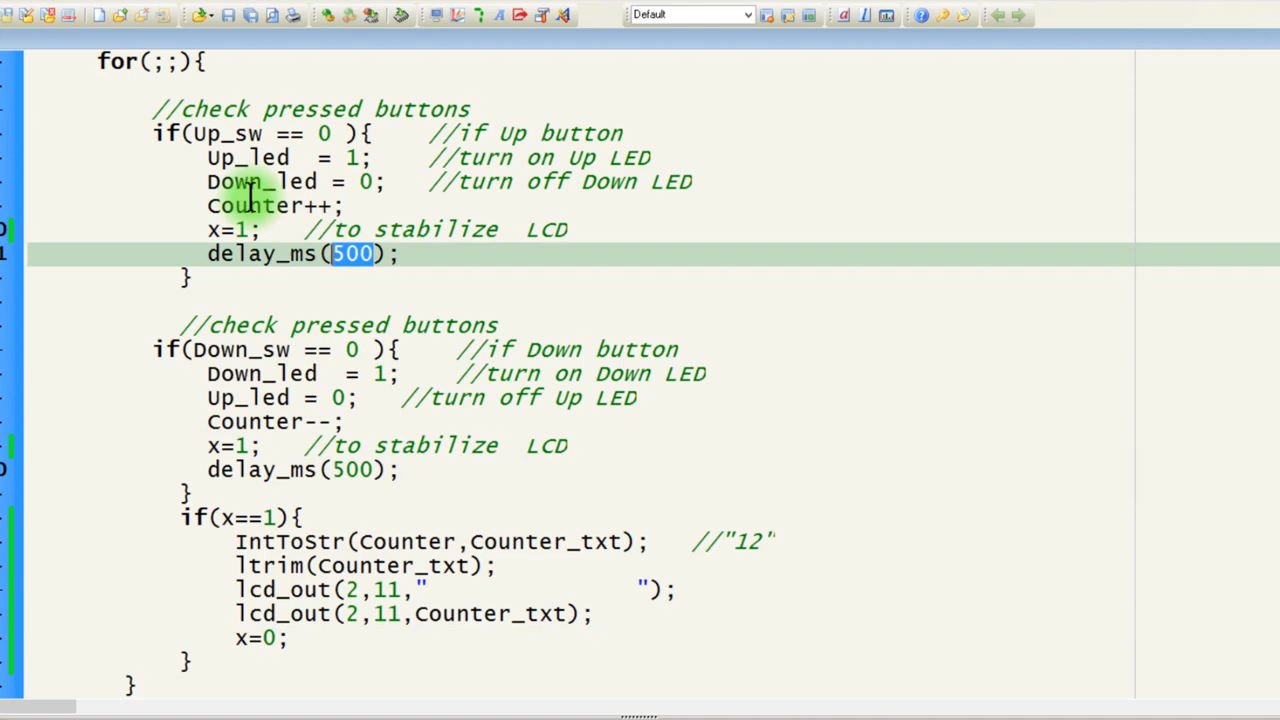 Default
for(;;){
//check pressed buttons
if(Up_sw == 0 ){ //if Up button
Up_led = 1; //turn on Up LED
Down_led = 0; //turn off Down LED
Counter++;
x=1; //to stabilize LCD
delay_ms(500);
}
//check pressed buttons
if(Down_sw == 0 ){ //if Down button
Down_led = 1; //turn on Down LED
Up_led = 0; //turn off Up LED
Counter--;
x=1; //to stabilize LCD
delay_ms(500);
}
if(x==1){
IntToStr(Counter,Counter_txt); //"12"
ltrim(Counter_txt);
lcd_out(2,11,"               ");
lcd_out(2,11,Counter_txt);
x=0;
}
}